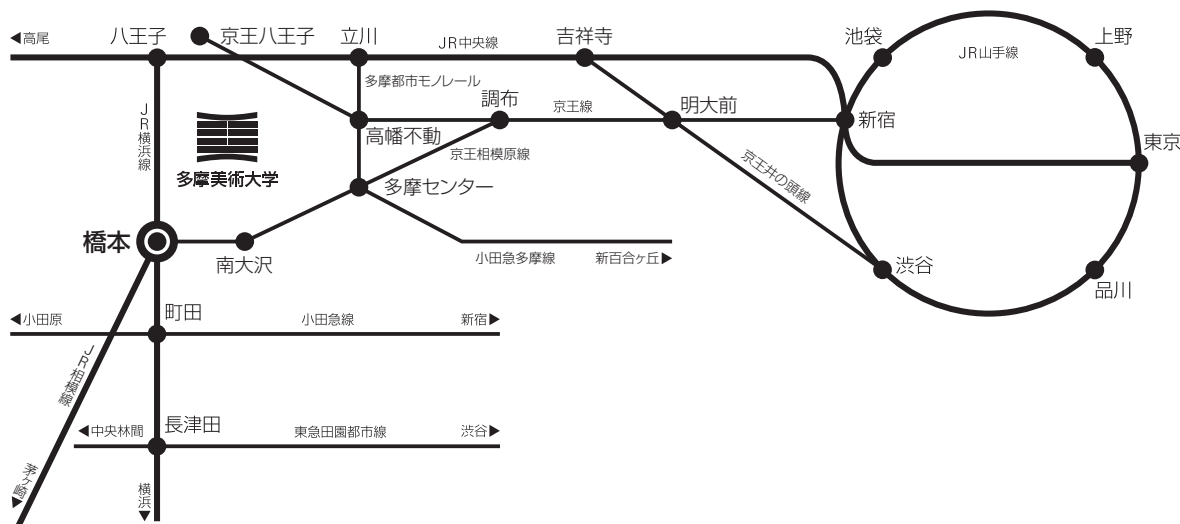 ◀高尾
八王子
京王八王子
立川
JR中央線
吉祥寺
池袋
上野
JR山手線
多摩都市モノレール
調布
京王線
明大前
新宿
東京
JR横浜線
高幡不動
京王相模原線
京王井の頭線
多摩美術大学
多摩センター
橋本
南大沢
小田急多摩線
新百合ヶ丘▶
渋谷
品川
町田
◀小田原
小田急線
新宿▶
JR相模線
長津田
◀中央林間
東急田園都市線
渋谷▶
茅ヶ崎▼
横浜▼